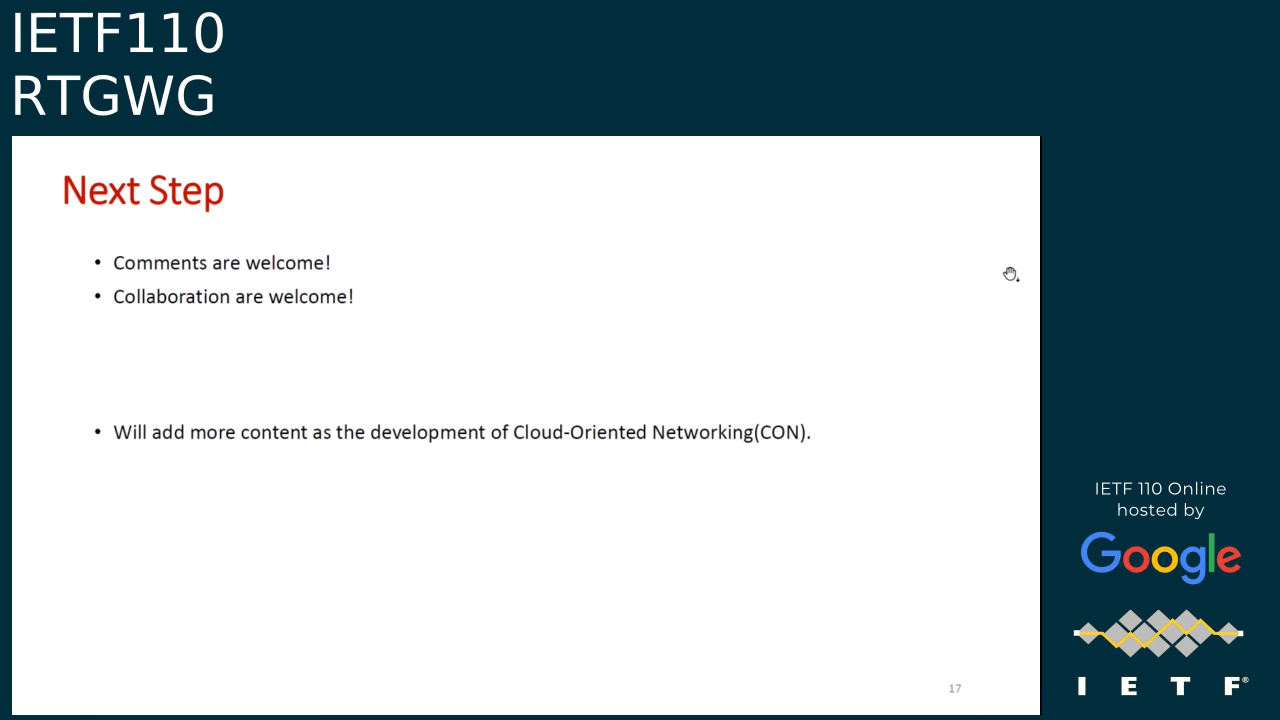 IETF110
RTGWG
Next Step
• Comments are welcome!
• Collaboration are welcome!
• Will add more content as the development of Cloud-Oriented Networking(CON).
17
IETF 110 Online
hosted by
Google
I E T F®